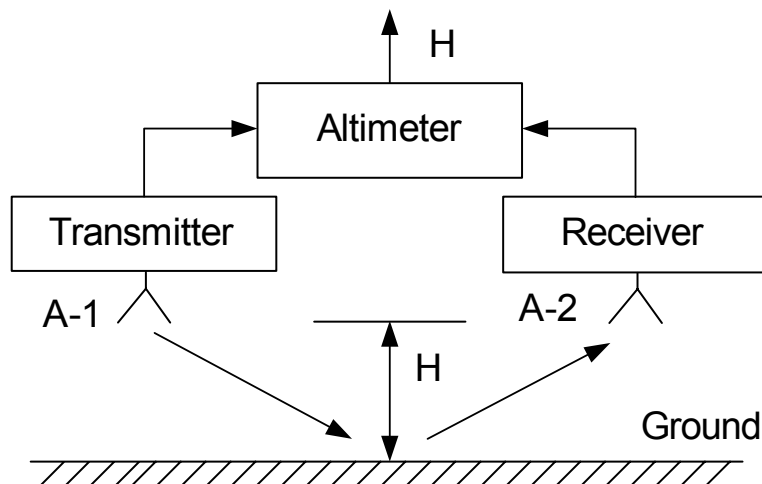 H
Altimeter
Transmitter
Receiver
A-1
A-2
H
Ground